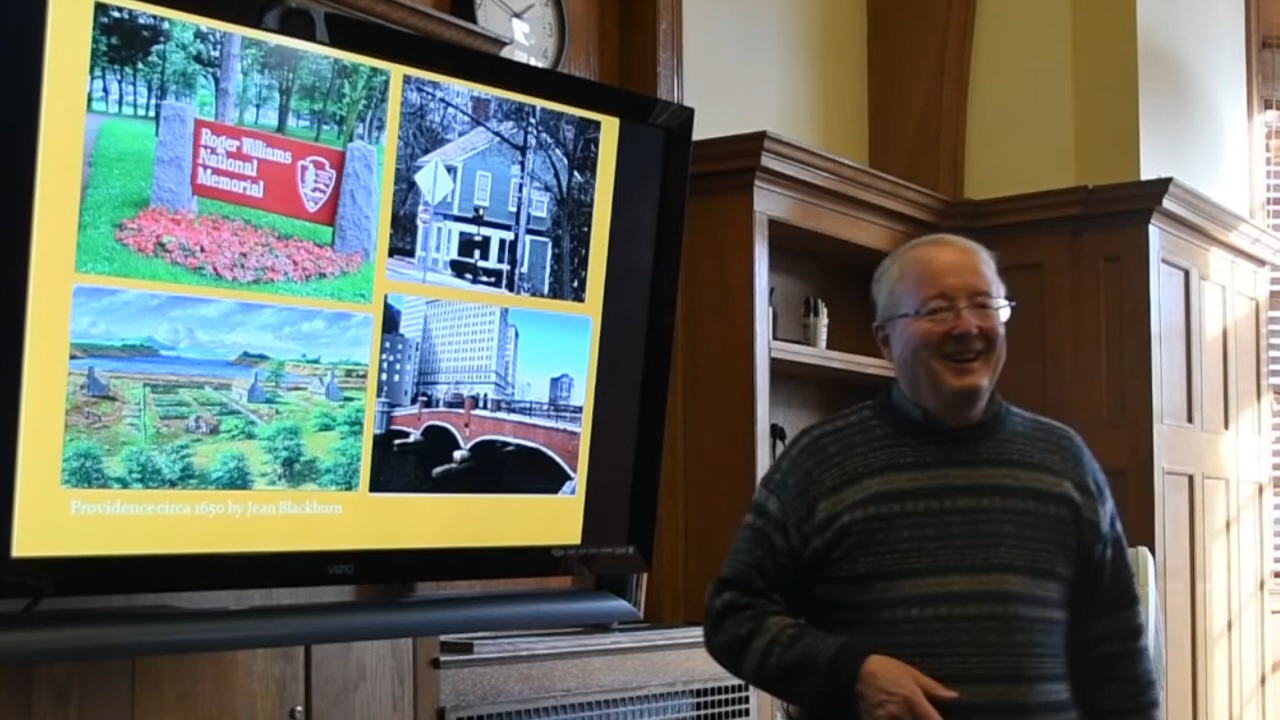 Roger Williams
National
Memorial
Providence circa 1650 by Jean Blackburn
VIZIO